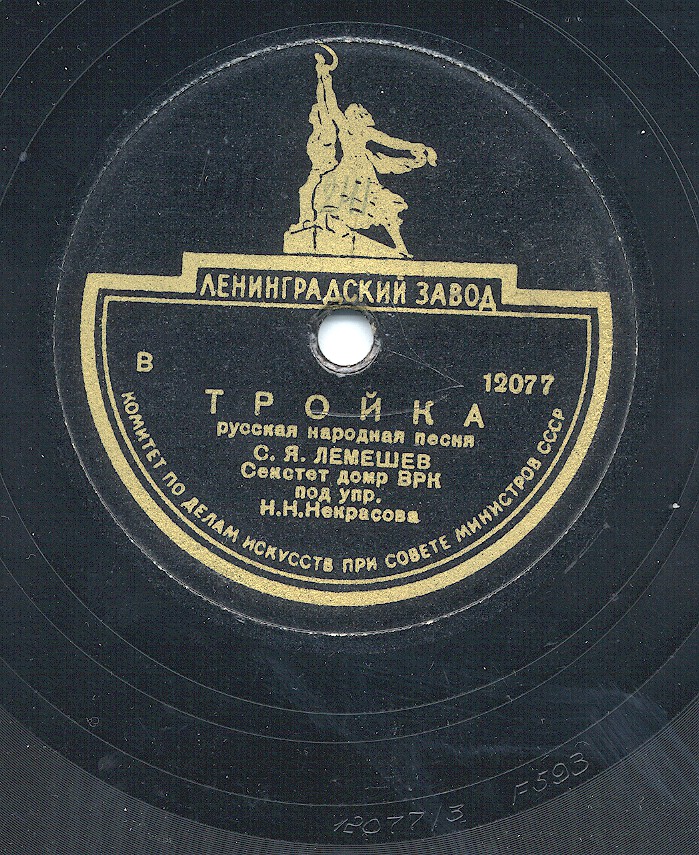 ЛЕНИНГРАДСКИЙ ЗАВОД
В
12077
ТРОЙКА
русская народная песня
С. Я. ЛЕМЕШЕВ
Секстет домр ВРК
под упр.
Н.Н.Некрасова
КОМИТЕТ ПО ДЕЛАМ ИСКУССТВ ПРИ СОВЕТЕ МИНИСТРОВ СССР
12077/3 F593